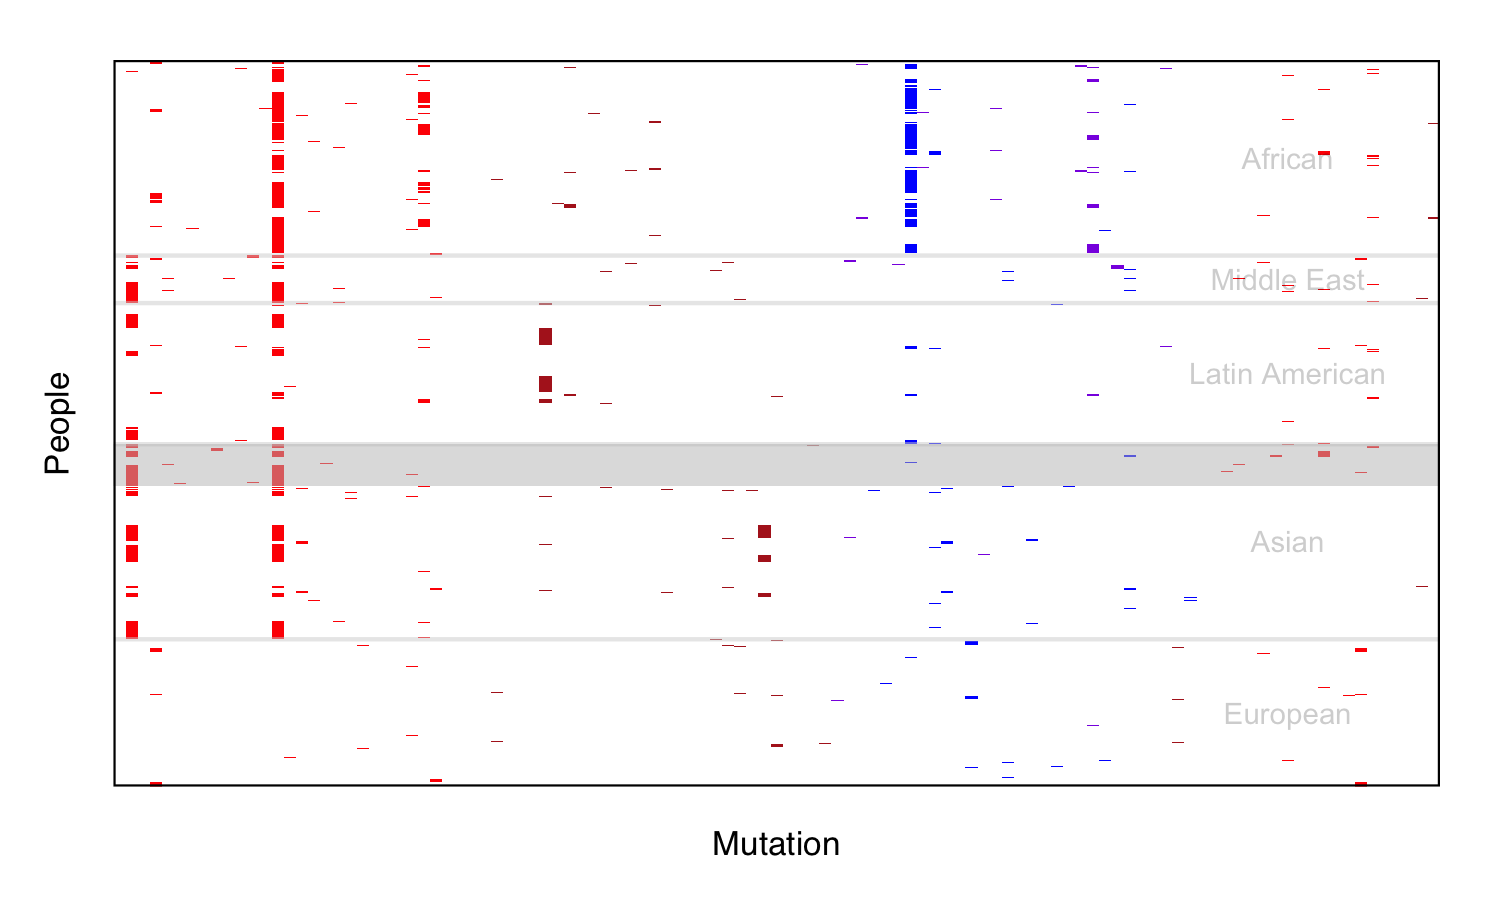 African
Middle East
Latin American
Asian
European
People
Mutation